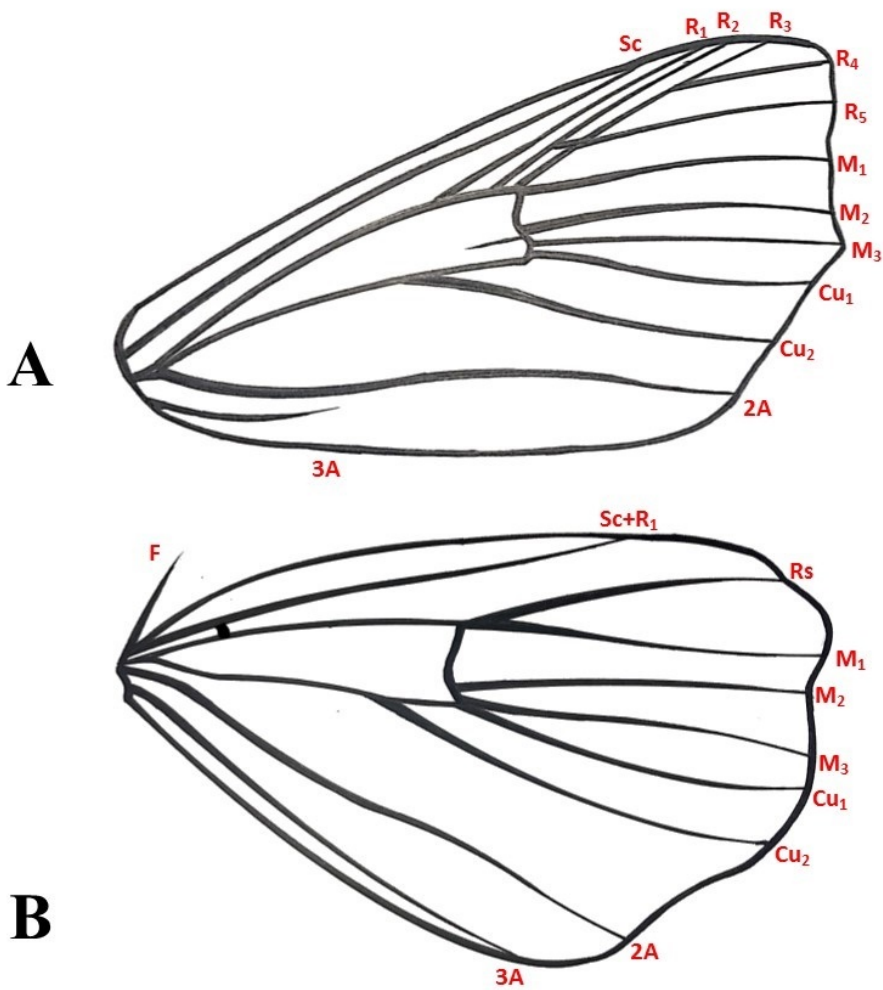 Sc R₁ R₂ R₃
R₄
R₅
M₁
M₂
M₃
Cu₁
Cu₂
A
2A
3A
Sc+R₁
F
Rs
M₁
M₂
M₃
Cu₁
Cu₂
B
2A
3A